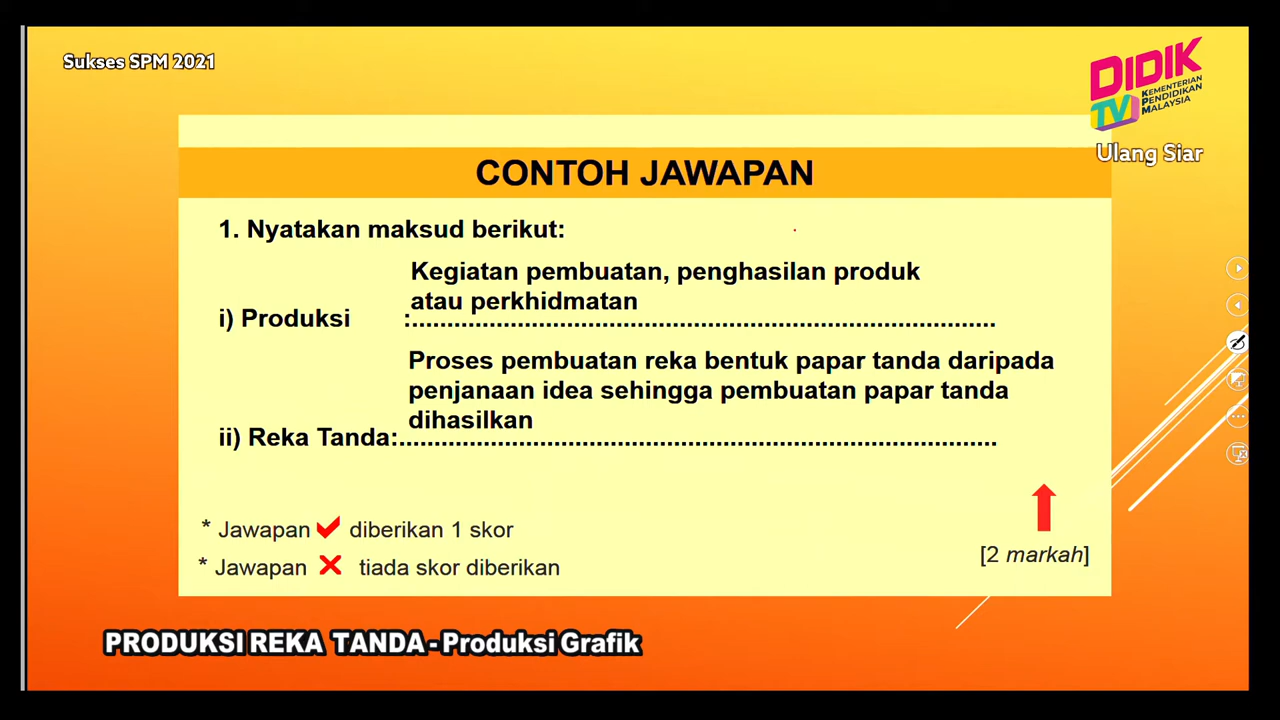 Sukses SPM 2021
DIDIK
TV
KEMENTERIAN
PENDIDIKAN
MALAYSIA
Ulang Siar
CONTOH JAWAPAN
1. Nyatakan maksud berikut:
Kegiatan pembuatan, penghasilan produk
atau perkhidmatan
i) Produksi :..................................................................................
Proses pembuatan reka bentuk papar tanda daripada
penjanaan idea sehingga pembuatan papar tanda
dihasilkan
ii) Reka Tanda:..................................................................................
* Jawapan ✔ diberikan 1 skor
* Jawapan ✕ tiada skor diberikan
[2 markah]
PRODUKSI REKA TANDA - Produksi Grafik